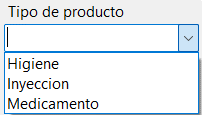 Tipo de producto
Higiene
Inyeccion
Medicamento